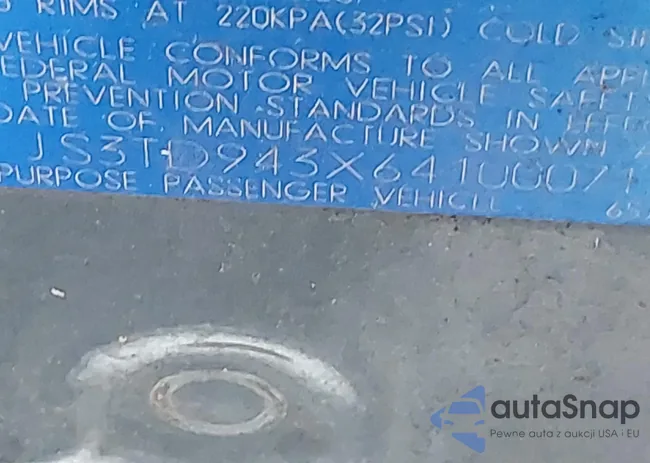 RIMS AT 220KPA(32PSI) COLD
VEHICLE CONFORMS TO ALL
FEDERAL MOTOR VEHICLE
PREVENTION STANDARDS IN
DATE OF MANUFACTURE SHOWN
JS3TD943X64100071
PURPOSE PASSENGER VEHICLE
autaSnap
Pewne auta z aukcji USA i EU